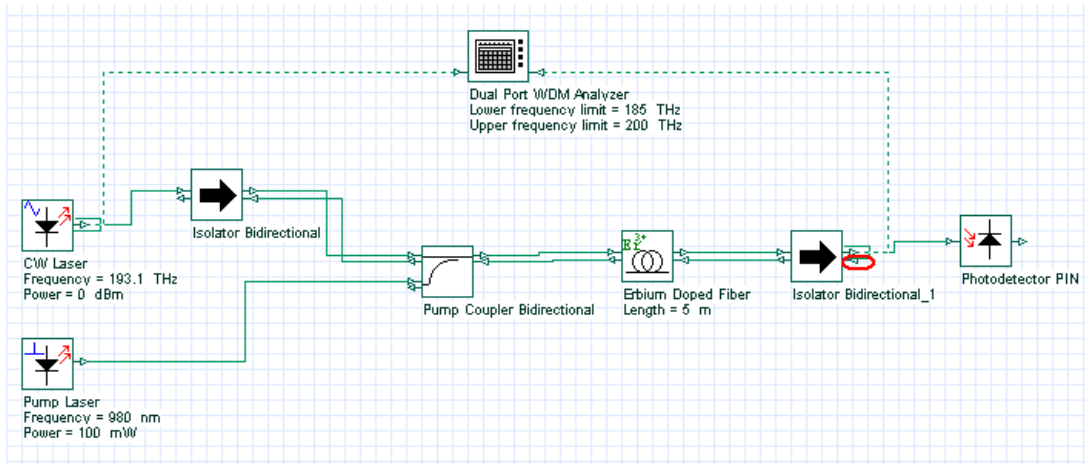 Dual Port WDM Analyzer
Lower frequency limit = 185 THz
Upper frequency limit = 200 THz
Isolator Bidirectional
CW Laser
Frequency = 193.1 THz
Power = 0 dBm
Pump Coupler Bidirectional
Er 3+
Erbium Doped Fiber
Length = 5 m
Isolator Bidirectional_1
Photodetector PIN
Pump Laser
Frequency = 980 nm
Power = 100 mW